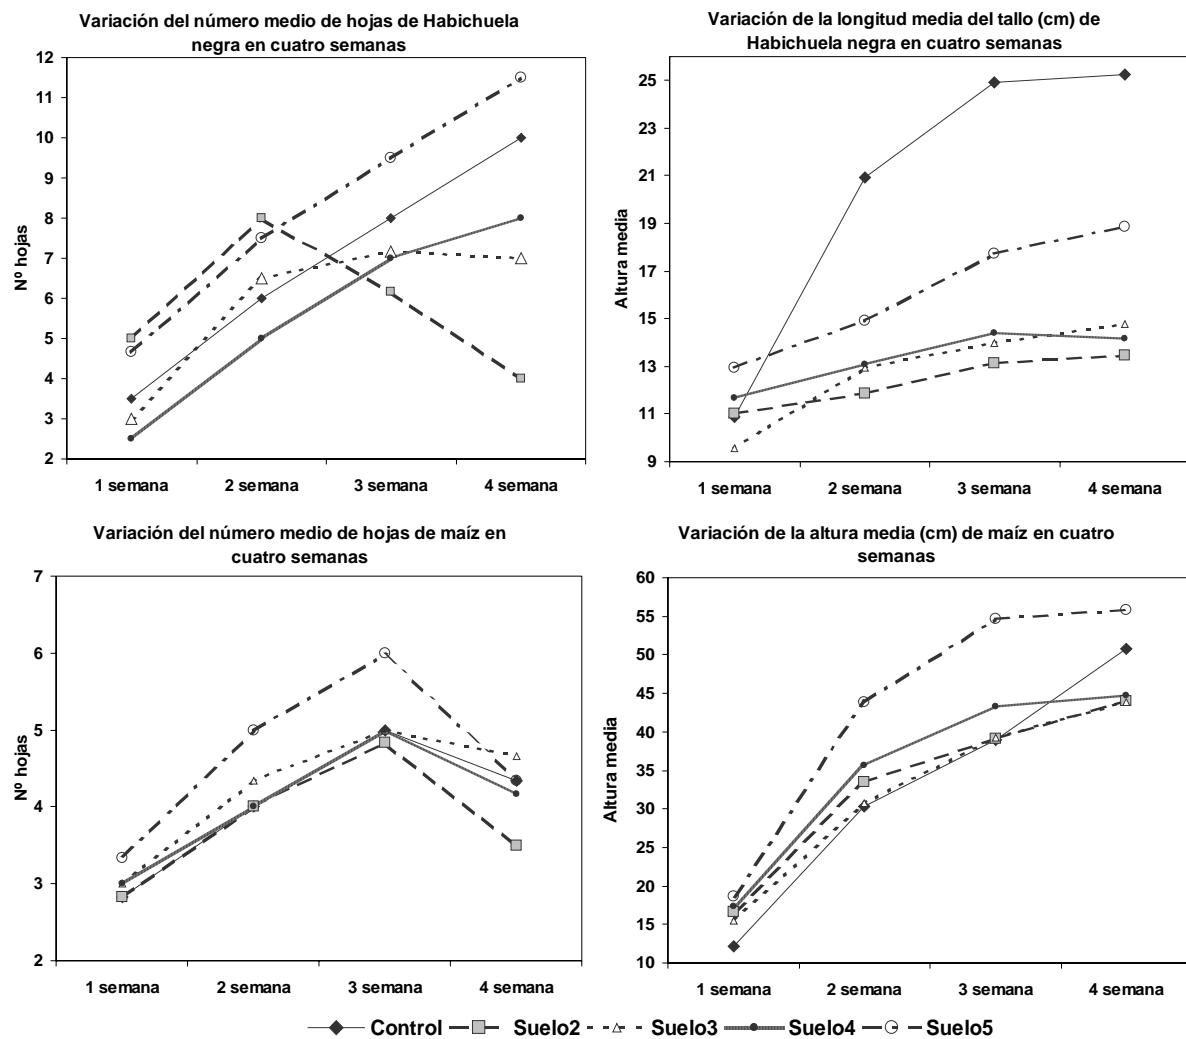 Variación del número medio de hojas de Habichuela
negra en cuatro semanas
12
11
10
9
8
7
6
5
4
3
2
Nº hojas
1 semana 2 semana 3 semana 4 semana
Variación de la longitud media del tallo (cm) de
Habichuela negra en cuatro semanas
25
23
21
19
17
15
13
11
9
Altura media
1 semana 2 semana 3 semana 4 semana
Variación del número medio de hojas de maíz en
cuatro semanas
7
6
5
4
3
2
Nº hojas
1 semana 2 semana 3 semana 4 semana
Variación de la altura media (cm) de maíz en cuatro
semanas
60
55
50
45
40
35
30
25
20
15
10
Altura media
1 semana 2 semana 3 semana 4 semana
Control Suelo2 Suelo3 Suelo4 Suelo5